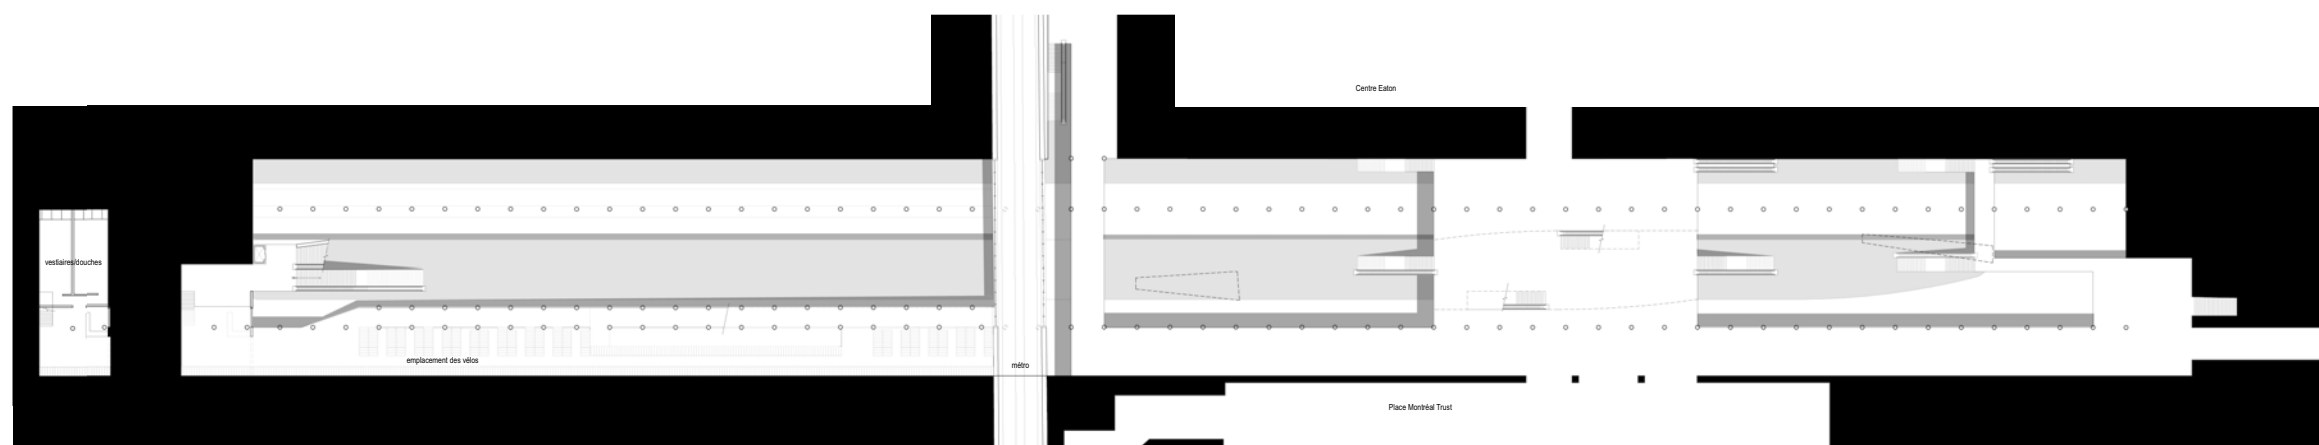 Centre Eaton
vestiaires/douches
emplacement des vélos
métro
Place Montréal Trust